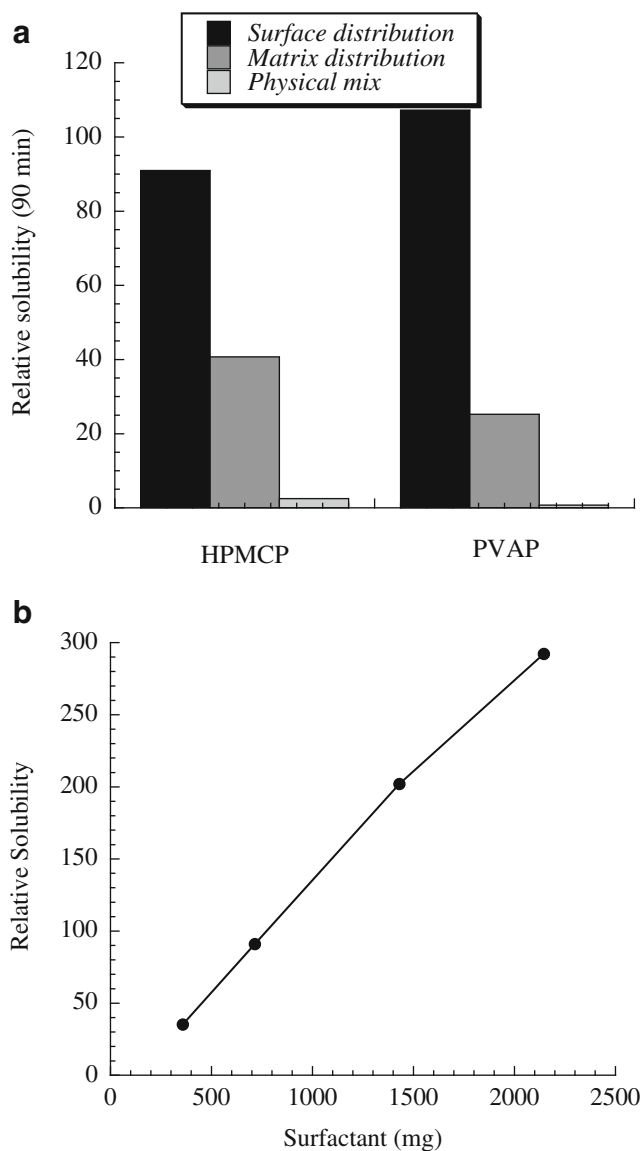 a
Surface distribution
Matrix distribution
Physical mix
120
100
80
60
40
20
0
Relative solubility (90 min)
HPMCP
PVAP
b
300
250
200
150
100
50
0
Relative Solubility
0 500 1000 1500 2000 2500
Surfactant (mg)